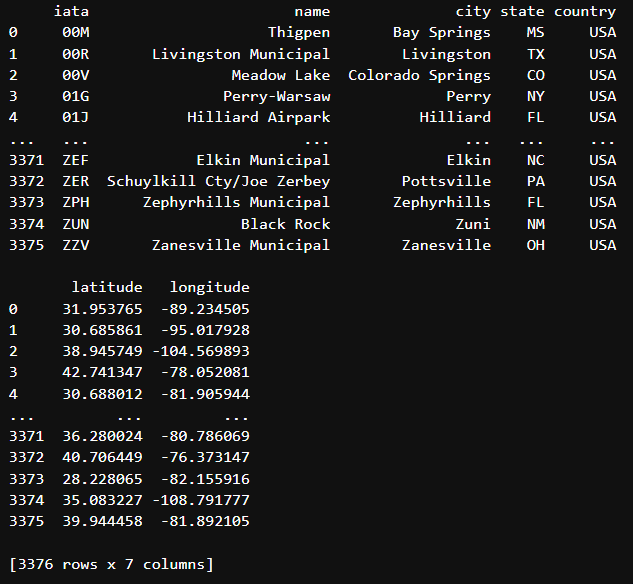 iata                     name              city state country
0     00M                  Thigpen       Bay Springs    MS     USA
1     00R     Livingston Municipal        Livingston    TX     USA
2     00V              Meadow Lake  Colorado Springs    CO     USA
3     01G             Perry-Warsaw             Perry    NY     USA
4     01J         Hilliard Airpark          Hilliard    FL     USA
...   ...                      ...               ...   ...     ...
3371  ZEF          Elkin Municipal             Elkin    NC     USA
3372  ZER  Schuylkill Cty/Joe Zerbey        Pottsville    PA     USA
3373  ZPH    Zephyrhills Municipal       Zephyrhills    FL     USA
3374  ZUN               Black Rock              Zuni    NM     USA
3375  ZZV     Zanesville Municipal        Zanesville    OH     USA

       latitude   longitude
0     31.953765  -89.234505
1     30.685861  -95.017928
2     38.945749 -104.569893
3     42.741347  -78.052081
4     30.688012  -81.905944
...         ...         ...
3371  36.280024  -80.786069
3372  40.706449  -76.373147
3373  28.228065  -82.155916
3374  35.083227 -108.791777
3375  39.944458  -81.892105

[3376 rows x 7 columns]